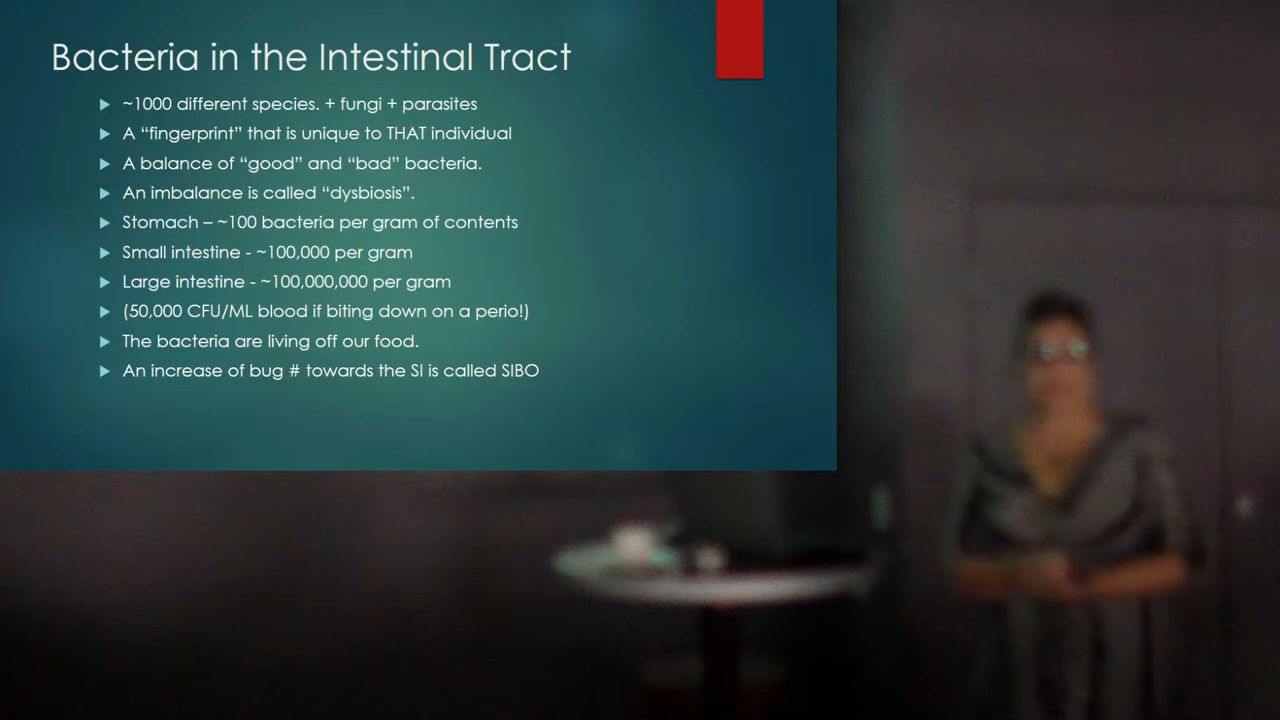 Bacteria in the Intestinal Tract
~1000 different species. + fungi + parasites
A “fingerprint” that is unique to THAT individual
A balance of “good” and “bad” bacteria.
An imbalance is called “dysbiosis”.
Stomach – ~100 bacteria per gram of contents
Small intestine - ~100,000 per gram
Large intestine - ~100,000,000 per gram
(50,000 CFU/ML blood if biting down on a perio!)
The bacteria are living off our food.
An increase of bug # towards the SI is called SIBO